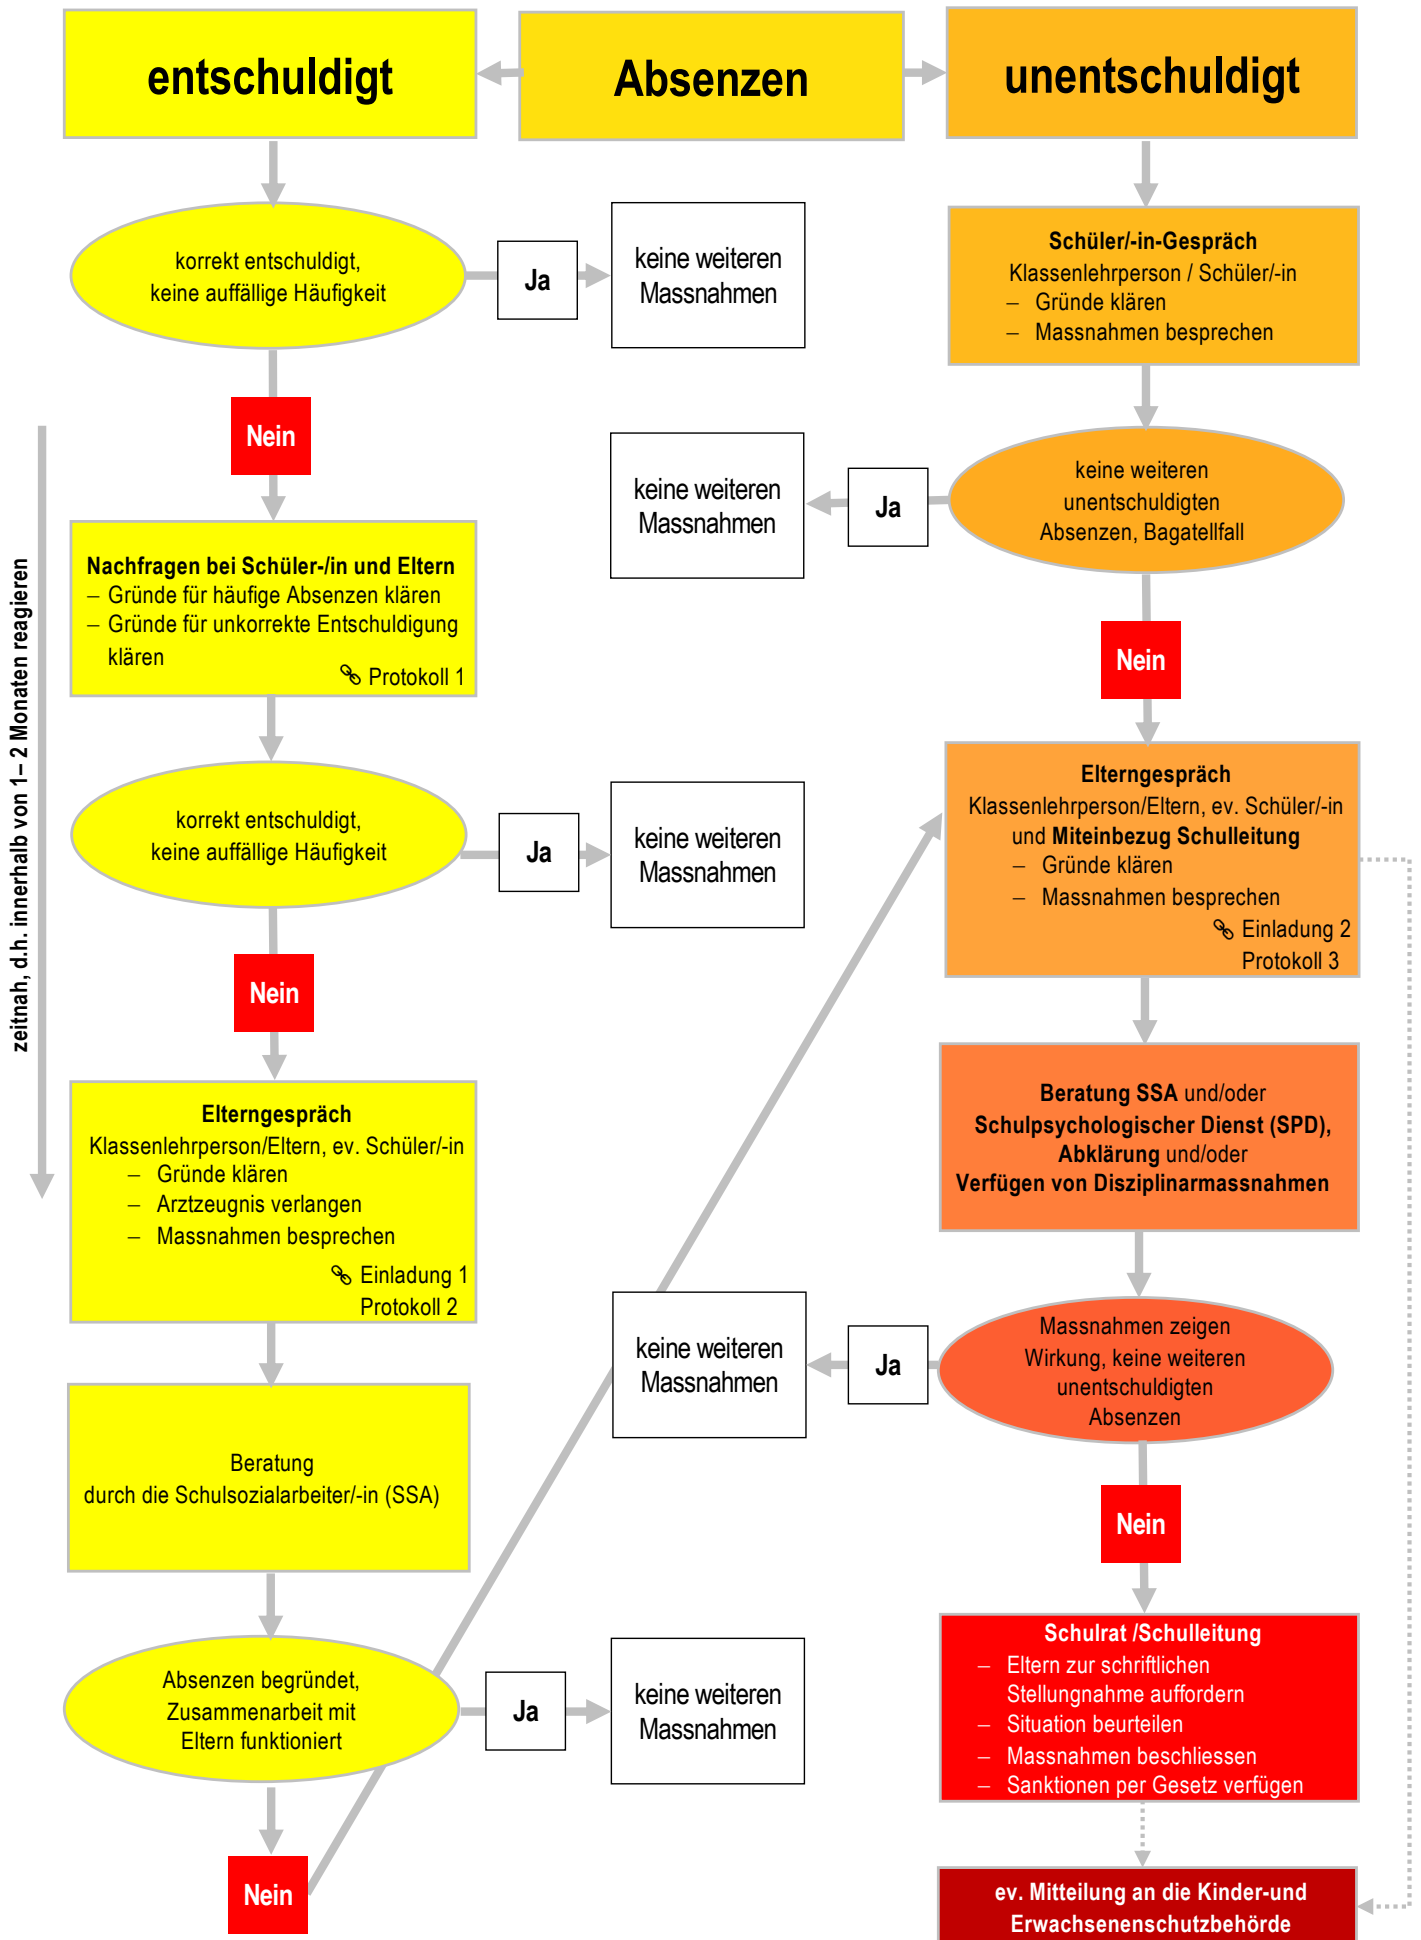 entschuldigt
Absenzen
unentschuldigt
korrekt entschuldigt,
keine auffällige Häufigkeit
Ja
keine weiteren
Massnahmen
Schüler/-in-Gespräch
Klassenlehrperson / Schüler/-in
– Gründe klären
– Massnahmen besprechen
Nein
keine weiteren
Massnahmen
Ja
keine weiteren
unentschuldigten
Absenzen, Bagatellfall
zeitnah, d.h. innerhalb von 1– 2 Monaten reagieren
Nachfragen bei Schüler-/in und Eltern
– Gründe für häufige Absenzen klären
– Gründe für unkorrekte Entschuldigung
klären
Protokoll 1
Nein
korrekt entschuldigt,
keine auffällige Häufigkeit
Ja
keine weiteren
Massnahmen
Elterngespräch
Klassenlehrperson/Eltern, ev. Schüler/-in
und Miteinbezug Schulleitung
– Gründe klären
– Massnahmen besprechen
Einladung 2
Protokoll 3
Nein
Elterngespräch
Klassenlehrperson/Eltern, ev. Schüler/-in
– Gründe klären
– Arztzeugnis verlangen
– Massnahmen besprechen
Einladung 1
Protokoll 2
Beratung SSA und/oder
Schulpsychologischer Dienst (SPD),
Abklärung und/oder
Verfügen von Disziplinarmassnahmen
keine weiteren
Massnahmen
Ja
Massnahmen zeigen
Wirkung, keine weiteren
unentschuldigten
Absenzen
Beratung
durch die Schulsozialarbeiter/-in (SSA)
Nein
Absenzen begründet,
Zusammenarbeit mit
Eltern funktioniert
Ja
keine weiteren
Massnahmen
Schulrat /Schulleitung
– Eltern zur schriftlichen
Stellungnahme auffordern
– Situation beurteilen
– Massnahmen beschliessen
– Sanktionen per Gesetz verfügen
Nein
ev. Mitteilung an die Kinder-und
Erwachsenenschutzbehörde